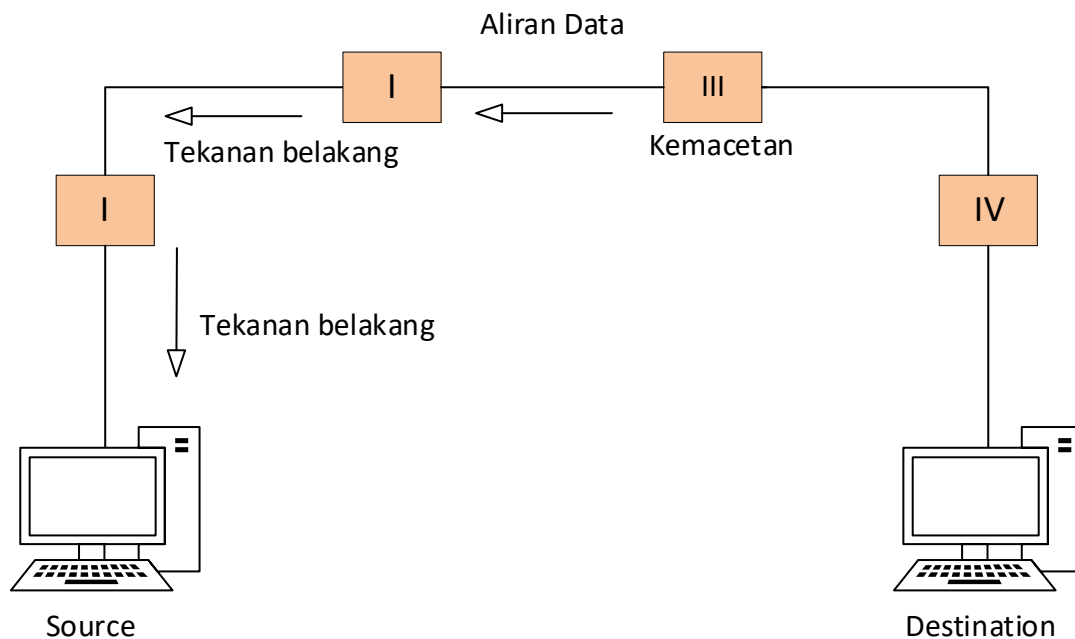 Aliran Data
I
III
Tekanan belakang
Kemacetan
I
IV
Tekanan belakang
Source
Destination